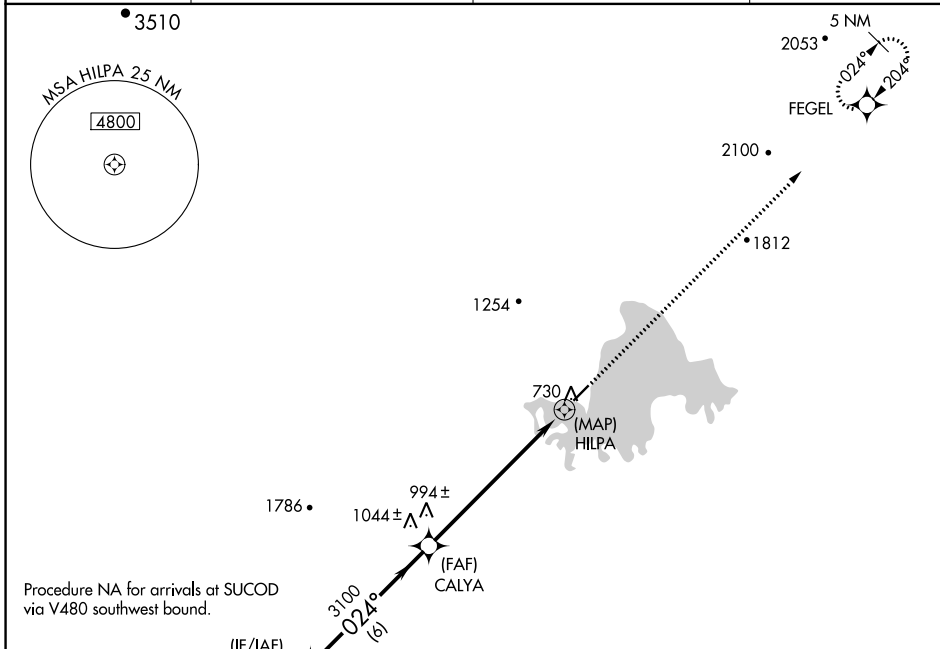 3510
MSA HILPA 25 NM
4800
5 NM
2053
024°
204°
FEGEL
2100
1812
1254
730
(MAP)
HILPA
1786
994±
1044±
(FAF)
CALYA
Procedure NA for arrivals at SUCOD
via V480 southwest bound.
3100
024°
(6)
(IF/IAF)